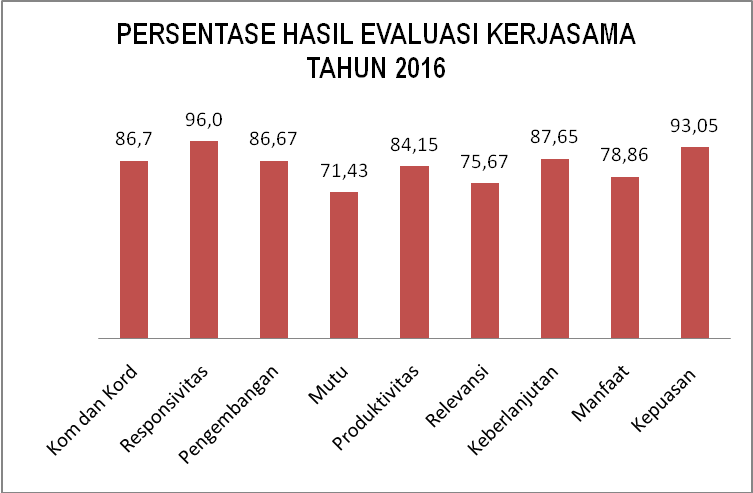 PERSENTASE HASIL EVALUASI KERJASAMA
TAHUN 2016
86,7
96,0
86,67
71,43
84,15
75,67
87,65
78,86
93,05
Kom dan Kord
Responsivitas
Pengembangan
Mutu
Produktivitas
Relevansi
Keberlanjutan
Manfaat
Kepuasan